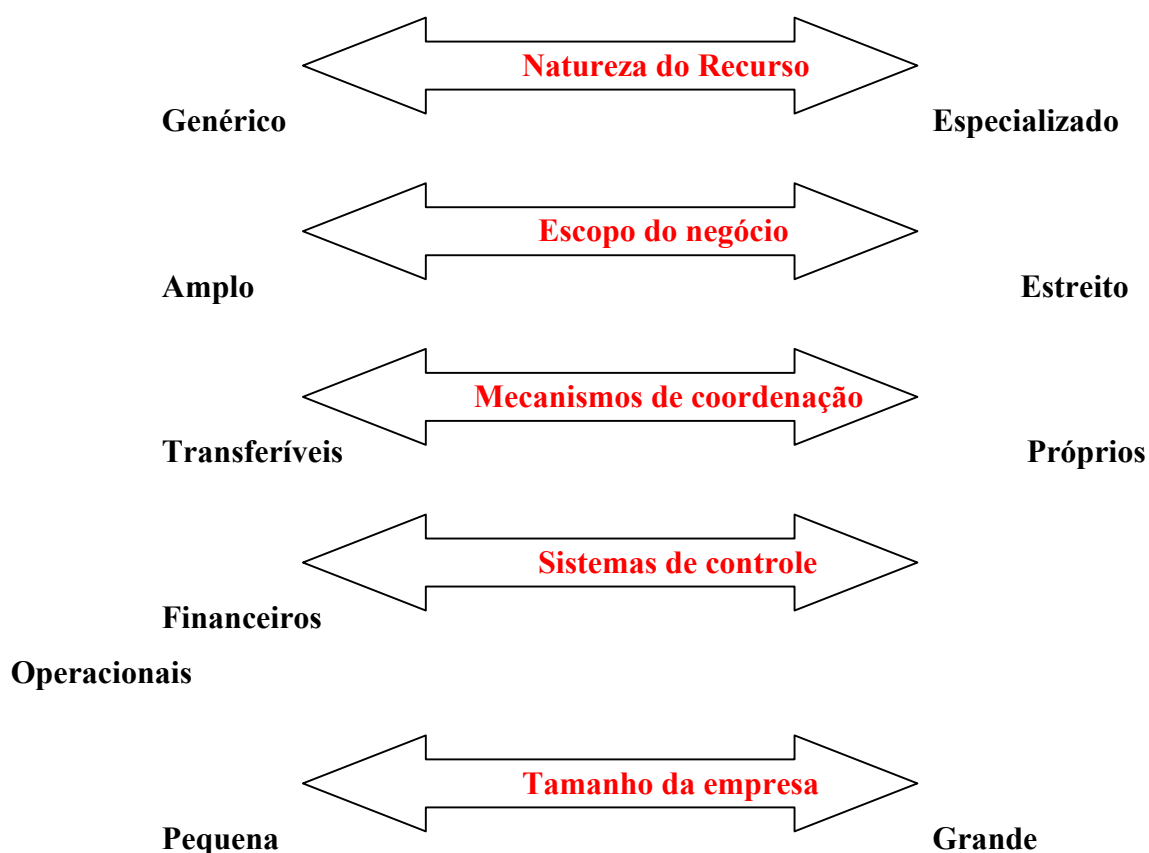 Natureza do Recurso
Genérico Especializado
Escopo do negócio
Amplo Estreito
Mecanismos de coordenação
Transferíveis Próprios
Sistemas de controle
Financeiros
Operacionais
Tamanho da empresa
Pequena Grande